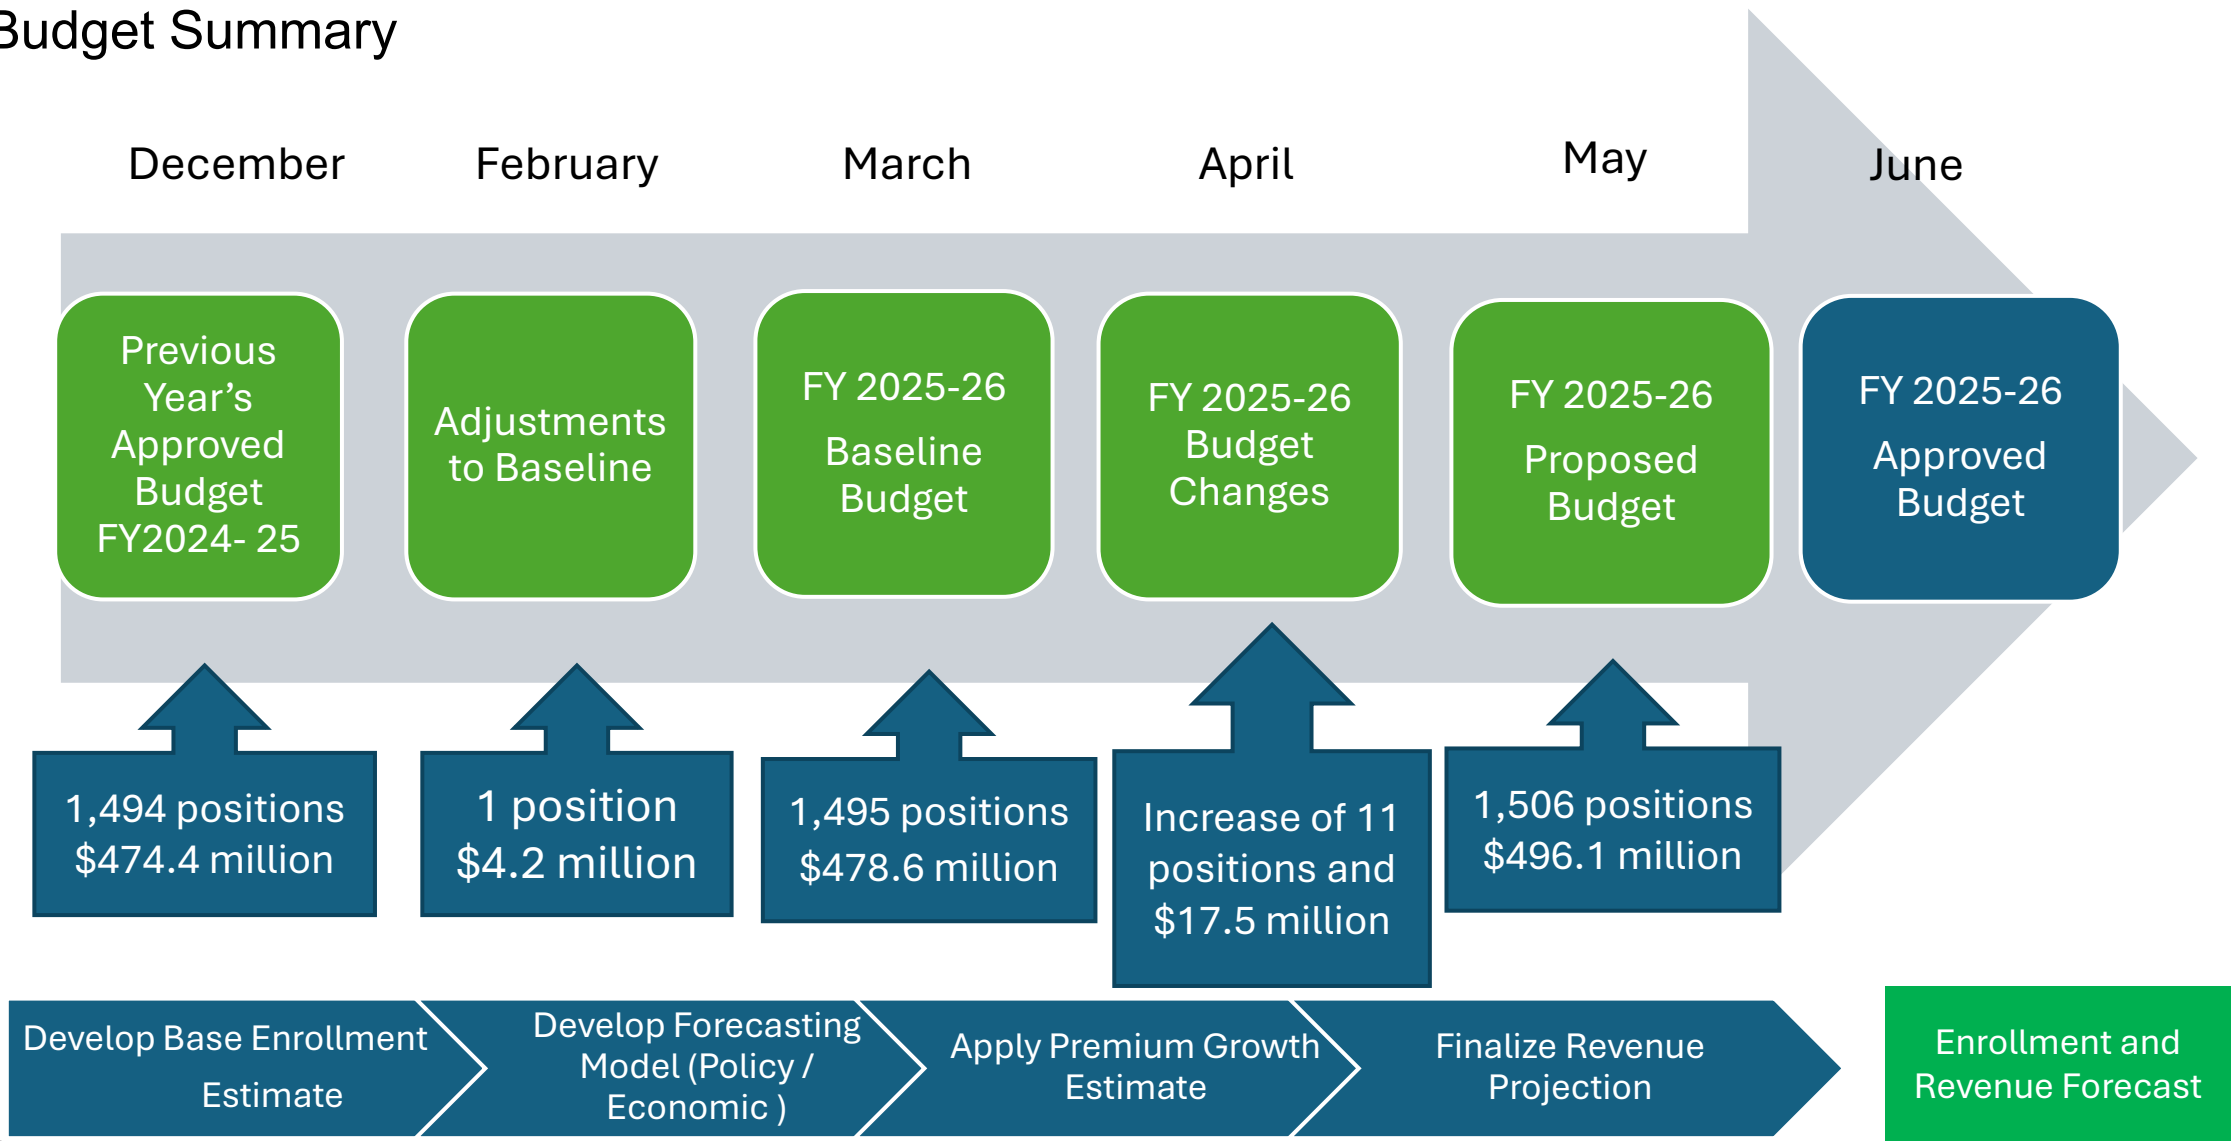 Budget Summary
December
February
March
April
May
June
Previous
Year’s
Approved
Budget
FY2024- 25
Adjustments
to Baseline
FY 2025-26
Baseline
Budget
FY 2025-26
Budget
Changes
FY 2025-26
Proposed
Budget
FY 2025-26
Approved
Budget
1,494 positions
$474.4 million
1 position
$4.2 million
1,495 positions
$478.6 million
Increase of 11
positions and
$17.5 million
1,506 positions
$496.1 million
Develop Base Enrollment
Estimate
Develop Forecasting
Model (Policy /
Economic )
Apply Premium Growth
Estimate
Finalize Revenue
Projection
Enrollment and
Revenue Forecast